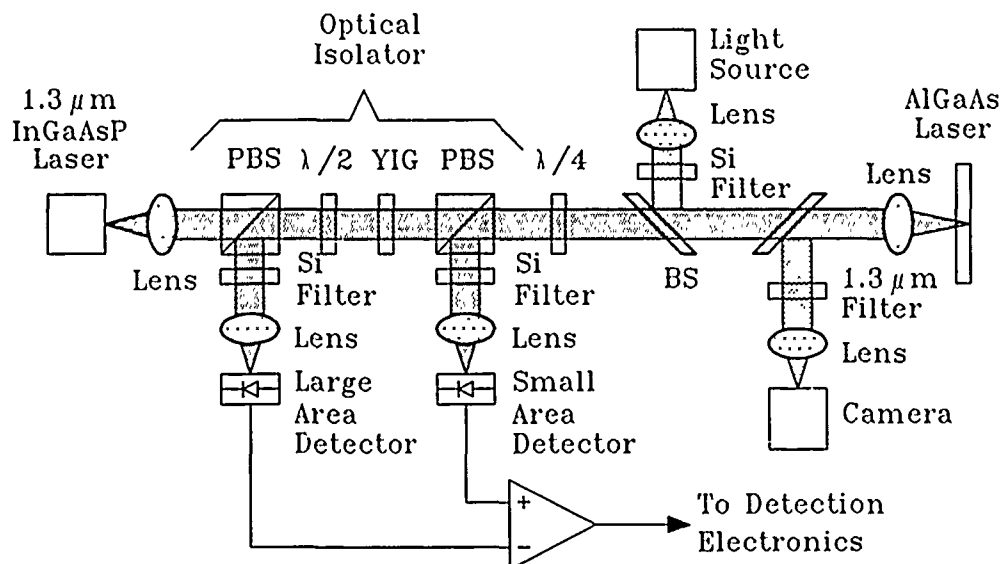 Optical
Isolator
Light
Source
1.3 μm
InGaAsP
Laser
AlGaAs
Laser
Lens
PBS λ/2 YIG PBS λ/4
Si
Filter
Lens
Lens
Si
Filter
Si
Filter
BS
1.3 μm
Filter
Lens
Lens
Lens
Large
Area
Detector
Small
Area
Detector
Camera
+
−
To Detection
Electronics